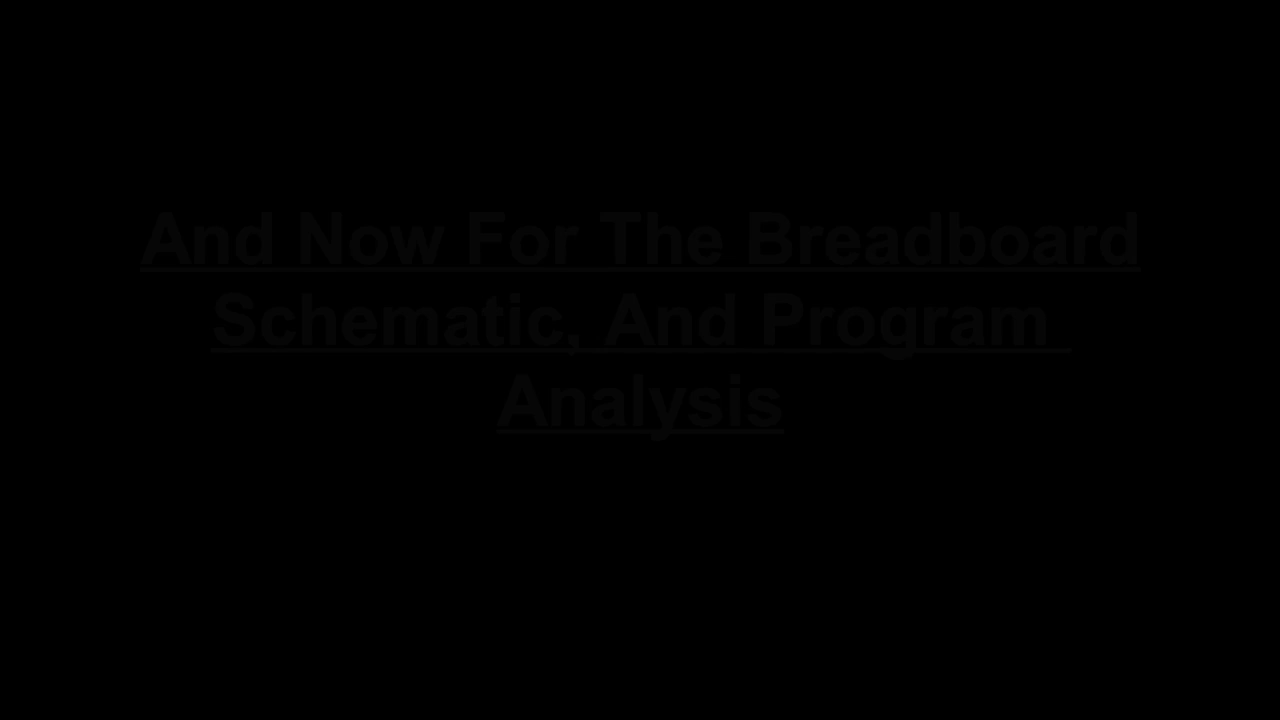 And Now For The Breadboard
Schematic, And Program
Analysis